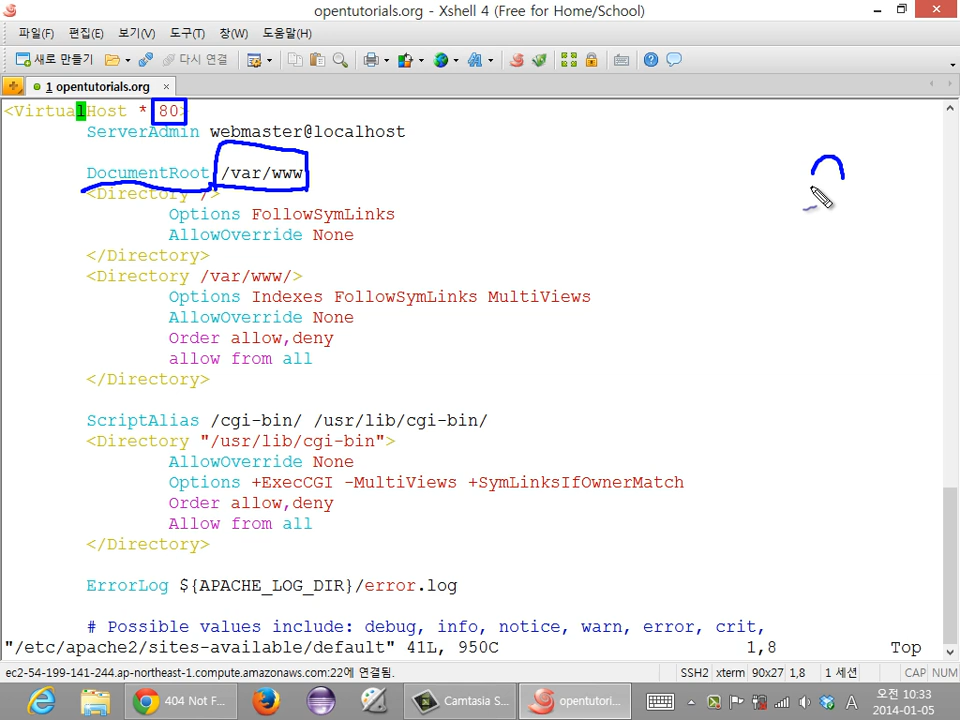 opentutorials.org - Xshell 4 (Free for Home/School)
파일(F) 편집(E) 보기(V) 도구(T) 창(W) 도움말(H)
새로 만들기 다시 연결
1 opentutorials.org
<VirtualHost * 80>
ServerAdmin webmaster@localhost
DocumentRoot /var/www
<Directory />
Options FollowSymLinks
AllowOverride None
</Directory>
<Directory /var/www/>
Options Indexes FollowSymLinks MultiViews
AllowOverride None
Order allow,deny
allow from all
</Directory>
ScriptAlias /cgi-bin/ /usr/lib/cgi-bin/
<Directory "/usr/lib/cgi-bin">
AllowOverride None
Options +ExecCGI -MultiViews +SymLinksIfOwnerMatch
Order allow,deny
Allow from all
</Directory>
ErrorLog ${APACHE_LOG_DIR}/error.log
# Possible values include: debug, info, notice, warn, error, crit,
"/etc/apache2/sites-available/default" 41L, 950C 1,8 Top
ec2-54-199-141-244.ap-northeast-1.compute.amazonaws.com:22에 연결됨. SSH2 xterm 90x27 1,8 1 세션 CAP NUM
404 Not F... Camtasia S... opentutori... A 오전 10:33
2014-01-05